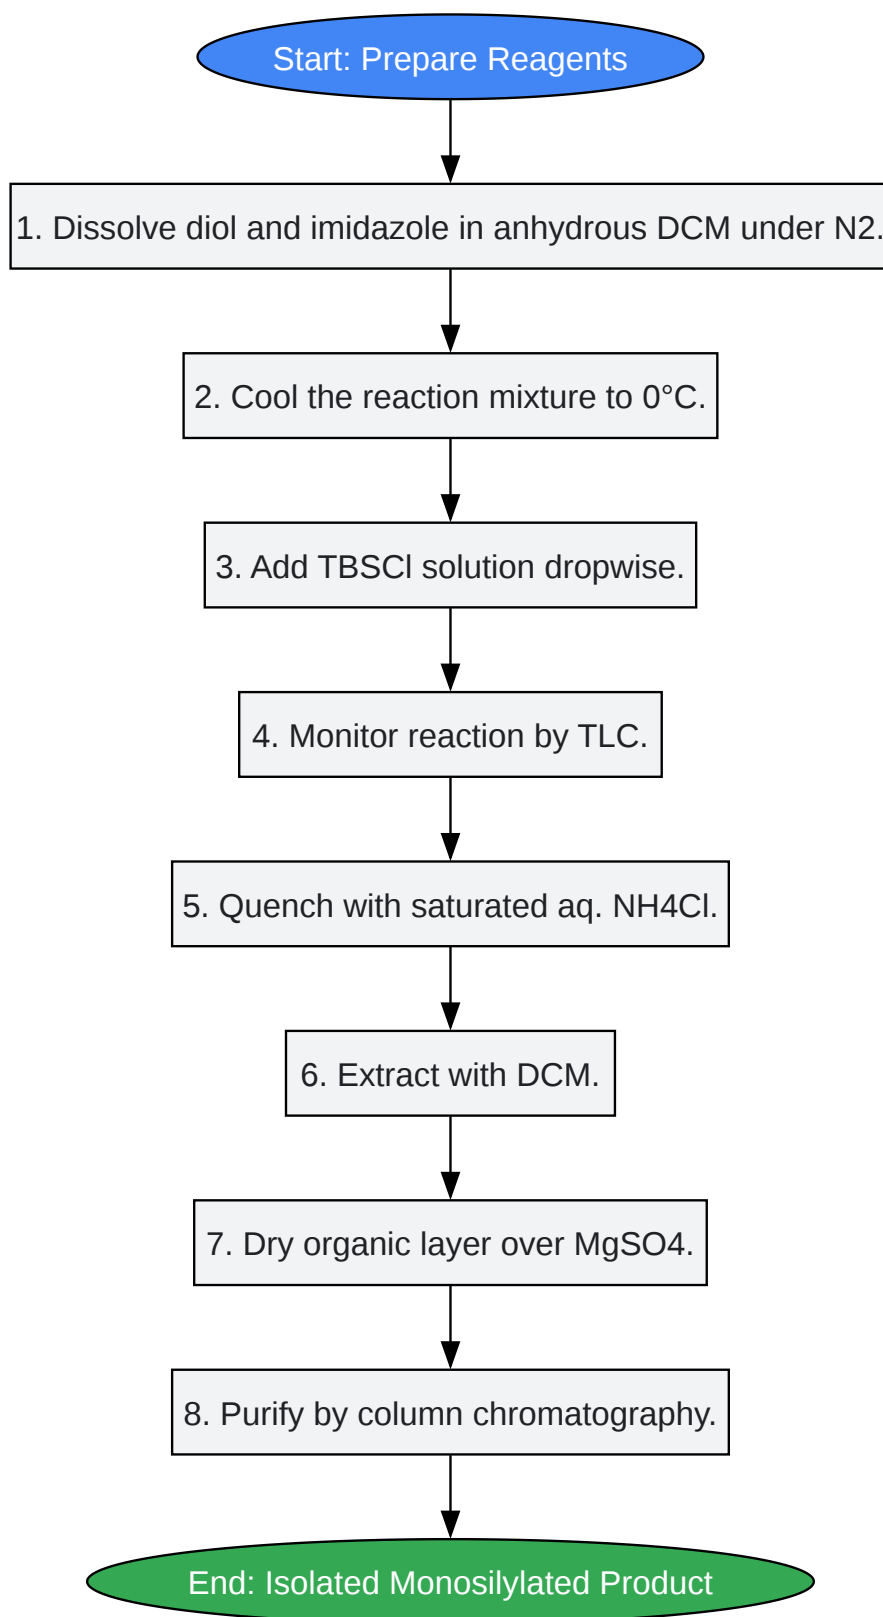 Start: Prepare Reagents
1. Dissolve diol and imidazole in anhydrous DCM under N2.
2. Cool the reaction mixture to 0°C.
3. Add TBSCl solution dropwise.
4. Monitor reaction by TLC.
5. Quench with saturated aq. NH4Cl.
6. Extract with DCM.
7. Dry organic layer over MgSO4.
8. Purify by column chromatography.
End: Isolated Monosilylated Product